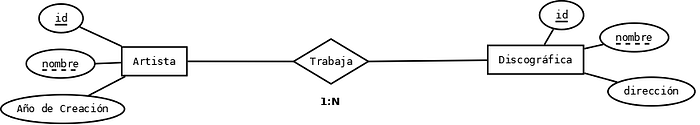 id
nombre
Año de Creación
Artista
Trabaja
1:N
Discográfica
id
nombre
dirección